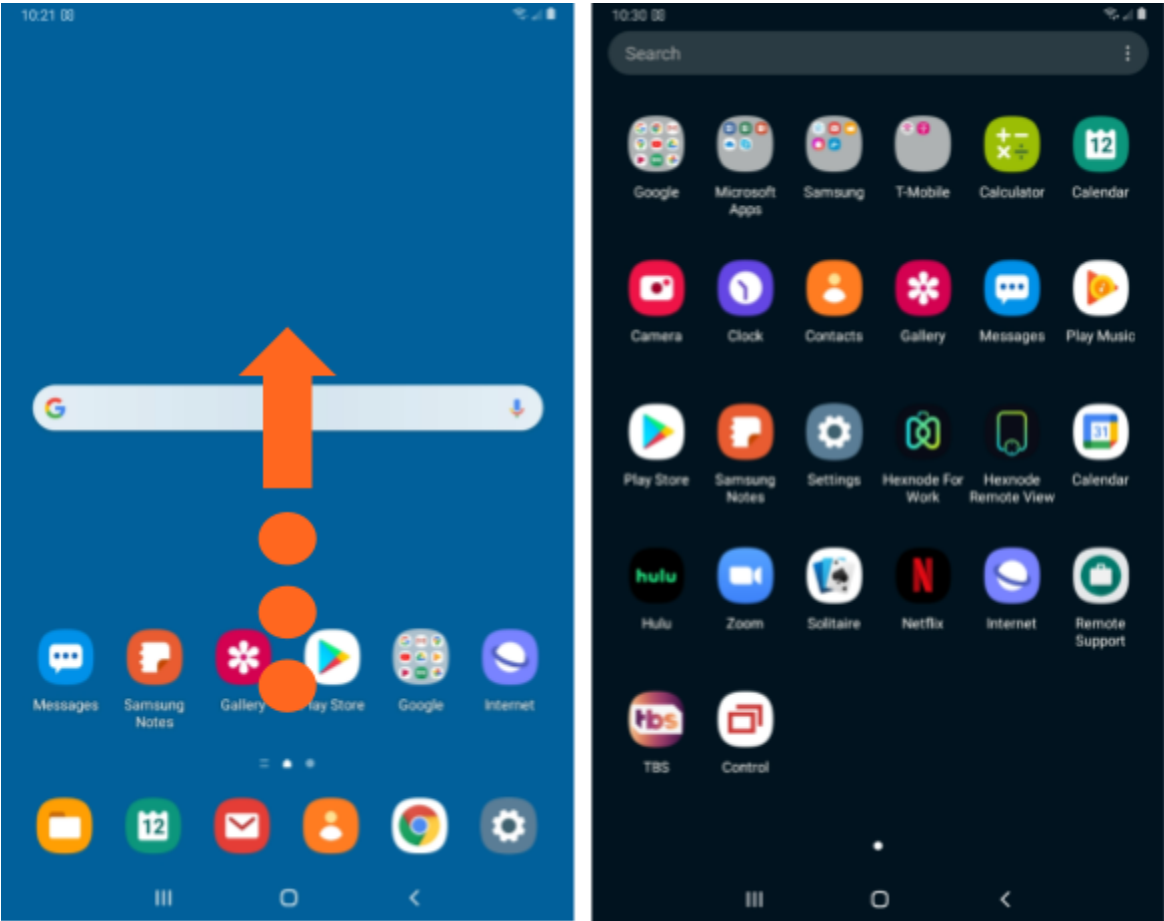 10:21
Messages
Samsung
Notes
Gallery
Play Store
Google
Internet
12
10:30
Search
Google
Microsoft
Apps
Samsung
T-Mobile
Calculator
12
Calendar
Camera
Clock
Contacts
Gallery
Messages
Play Music
Play Store
Samsung
Notes
Settings
Hexnode For
Work
Hexnode
Remote View
31
Calendar
hulu
Hulu
Zoom
Solitaire
N
Netflix
Internet
Remote
Support
tbs
TBS
Control